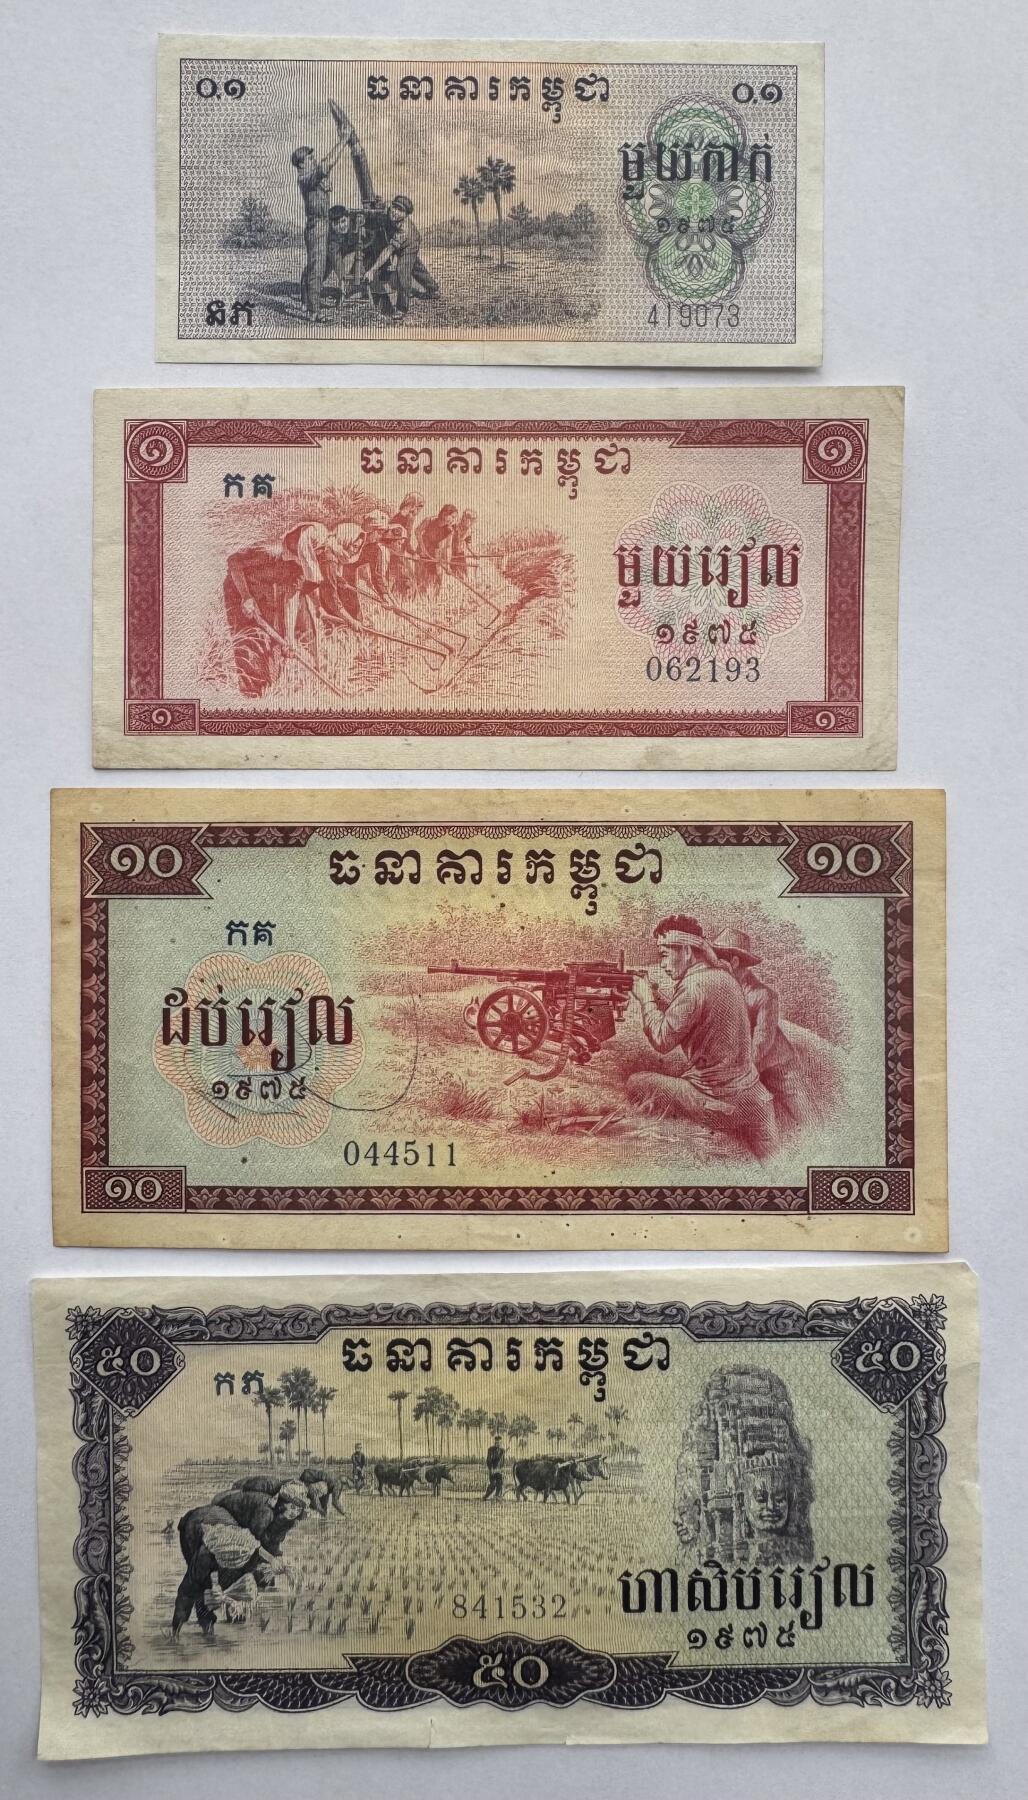 ធនាគារកម្ពុជា
០.១ ០.១
មួយកាក់
១៩៧៥
នភ
419073
ធនាគារកម្ពុជា
១ ១
កគ
មួយរៀល
១៩៧៥
062193
១ ១
ធនាគារកម្ពុជា
១០ ១០
កគ
ដប់រៀល
១៩៧៥
044511
១០ ១០
ធនាគារកម្ពុជា
៥០ ៥០
កភ
841532
ហាសិបរៀល
១៩៧៥
៥០